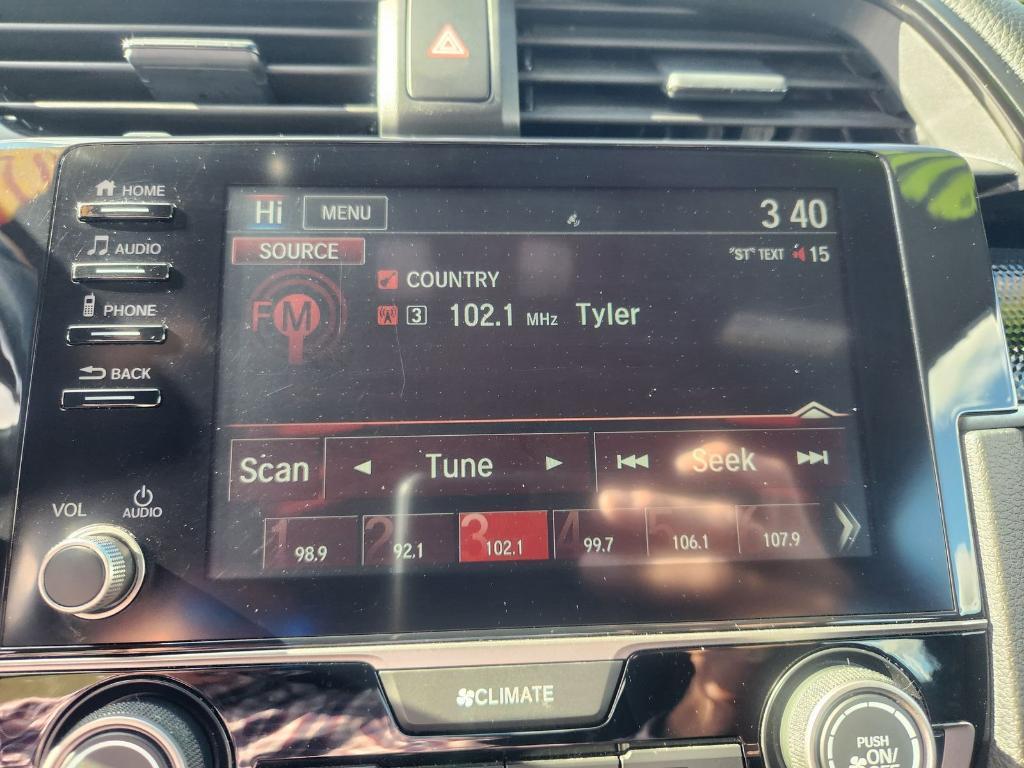 HOME
AUDIO
PHONE
BACK
VOL
AUDIO
Hi MENU 3 40
SOURCE "ST" TEXT 15
FM
COUNTRY
3 102.1 MHz Tyler
Scan Tune Seek
1 98.9 2 92.1 3 102.1 4 99.7 5 106.1 6 107.9
CLIMATE
PUSH
ON/